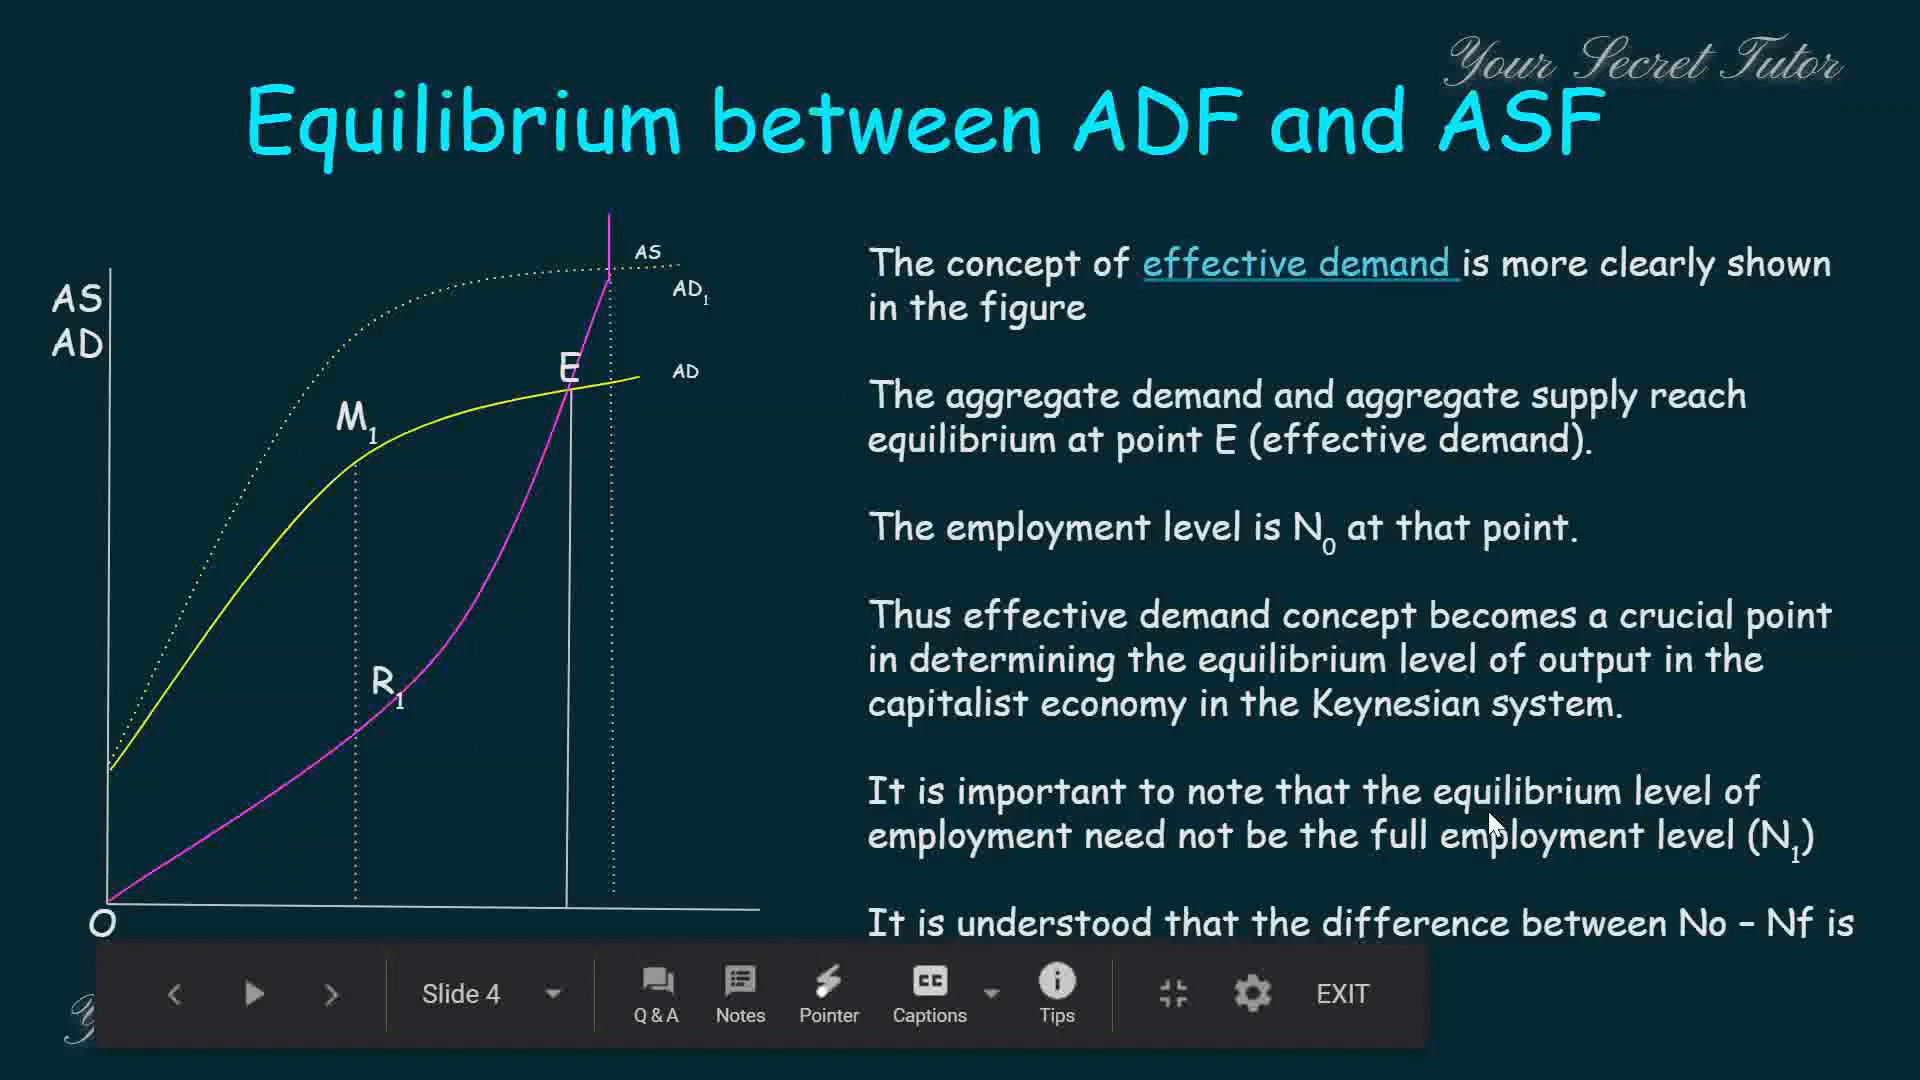 Your Secret Tutor
Equilibrium between ADF and ASF
AS
AD
AS
AD1
AD
E
M1
R1
O
The concept of effective demand is more clearly shown
in the figure
The aggregate demand and aggregate supply reach
equilibrium at point E (effective demand).
The employment level is N0 at that point.
Thus effective demand concept becomes a crucial point
in determining the equilibrium level of output in the
capitalist economy in the Keynesian system.
It is important to note that the equilibrium level of
employment need not be the full employment level (N1)
It is understood that the difference between No – Nf is
Slide 4
Q & A
Notes
Pointer
CC
Captions
Tips
EXIT